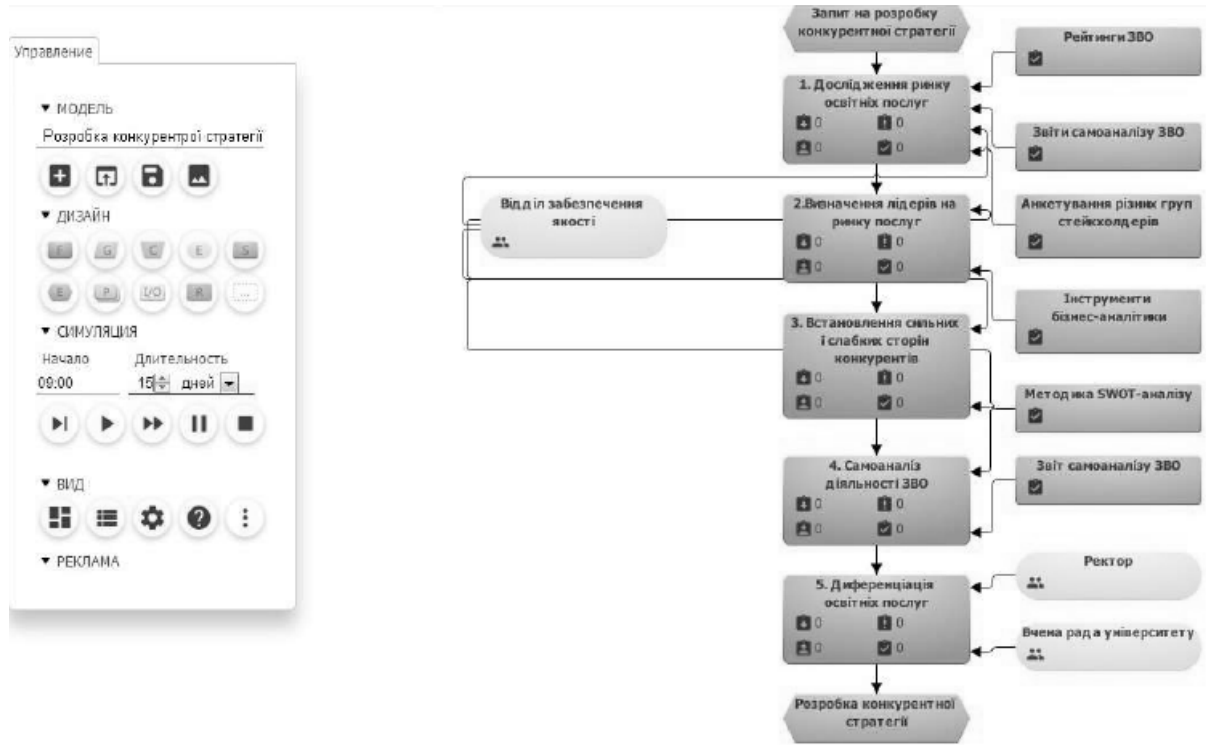 Управление
МОДЕЛЬ
Розробка конкурентрої стратегії
ДИЗАЙН
F G C E S
E P I/O R ...
СИМУЛЯЦИЯ
Начало Длительность
09:00 15 дней
ВИД
РЕКЛАМА
Запит на розробку
конкурентної стратегії
1. Дослідження ринку
освітніх послуг
0 0
0 0
Рейтинги ЗВО
Звіти самоаналізу ЗВО
Відділ забезпечення
якості
2.Визначення лідерів на
ринку послуг
0 0
0 0
Анкетування різних груп
стейкхолдерів
Інструменти
бізнес-аналітики
3. Встановлення сильних
і слабких сторін
конкурентів
0 0
0 0
Методика SWOT-аналізу
4. Самоаналіз
діяльності ЗВО
0 0
0 0
Звіт самоаналізу ЗВО
5. Диференціація
освітніх послуг
0 0
0 0
Ректор
Вчена рада університету
Розробка конкурентної
стратегії